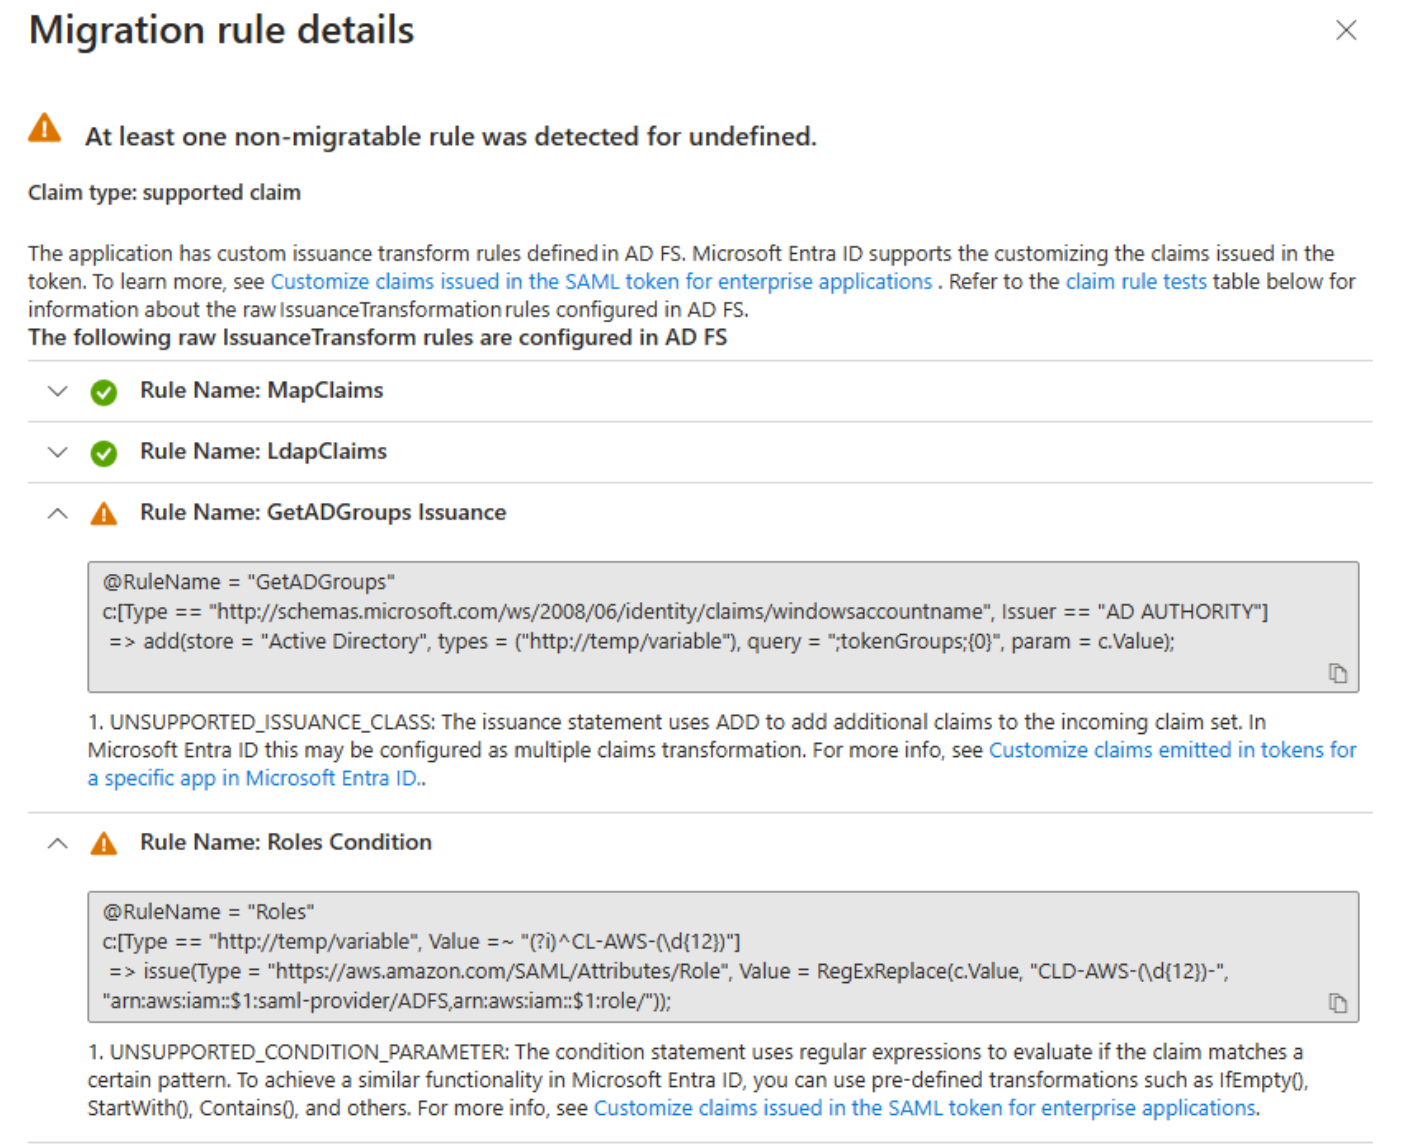 Migration rule details
At least one non-migratable rule was detected for undefined.
Claim type: supported claim
The application has custom issuance transform rules defined in AD FS. Microsoft Entra ID supports the customizing the claims issued in the
token. To learn more, see Customize claims issued in the SAML token for enterprise applications . Refer to the claim rule tests table below for
information about the raw IssuanceTransformation rules configured in AD FS.
The following raw IssuanceTransform rules are configured in AD FS
Rule Name: MapClaims
Rule Name: LdapClaims
Rule Name: GetADGroups Issuance
@RuleName = "GetADGroups"
c:[Type == "http://schemas.microsoft.com/ws/2008/06/identity/claims/windowsaccountname", Issuer == "AD AUTHORITY"]
=> add(store = "Active Directory", types = ("http://temp/variable"), query = ";tokenGroups;{0}", param = c.Value);
1. UNSUPPORTED_ISSUANCE_CLASS: The issuance statement uses ADD to add additional claims to the incoming claim set. In
Microsoft Entra ID this may be configured as multiple claims transformation. For more info, see Customize claims emitted in tokens for
a specific app in Microsoft Entra ID..
Rule Name: Roles Condition
@RuleName = "Roles"
c:[Type == "http://temp/variable", Value =~ "(?i)^CL-AWS-(\d{12})"]
=> issue(Type = "https://aws.amazon.com/SAML/Attributes/Role", Value = RegExReplace(c.Value, "CLD-AWS-(\d{12})-",
"arn:aws:iam::$1:saml-provider/ADFS,arn:aws:iam::$1:role/"));
1. UNSUPPORTED_CONDITION_PARAMETER: The condition statement uses regular expressions to evaluate if the claim matches a
certain pattern. To achieve a similar functionality in Microsoft Entra ID, you can use pre-defined transformations such as IfEmpty(),
StartWith(), Contains(), and others. For more info, see Customize claims issued in the SAML token for enterprise applications.